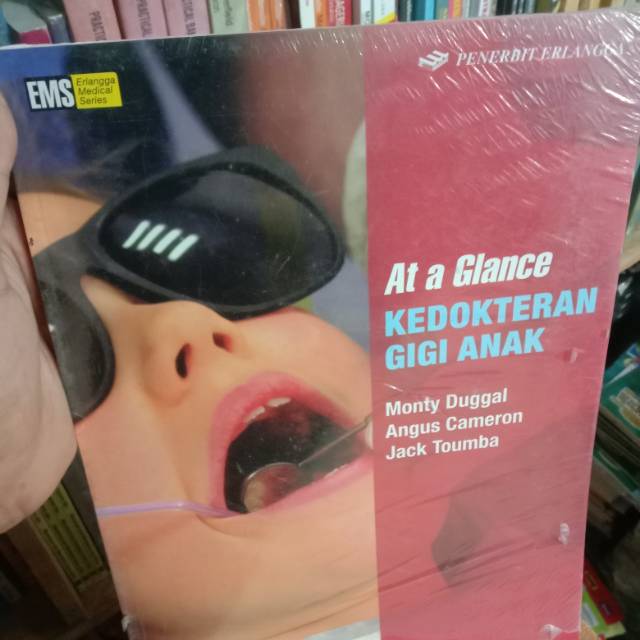 EMS Erlangga
Medical
Series
PENERBIT ERLANGGA
At a Glance
KEDOKTERAN
GIGI ANAK
Monty Duggal
Angus Cameron
Jack Toumba